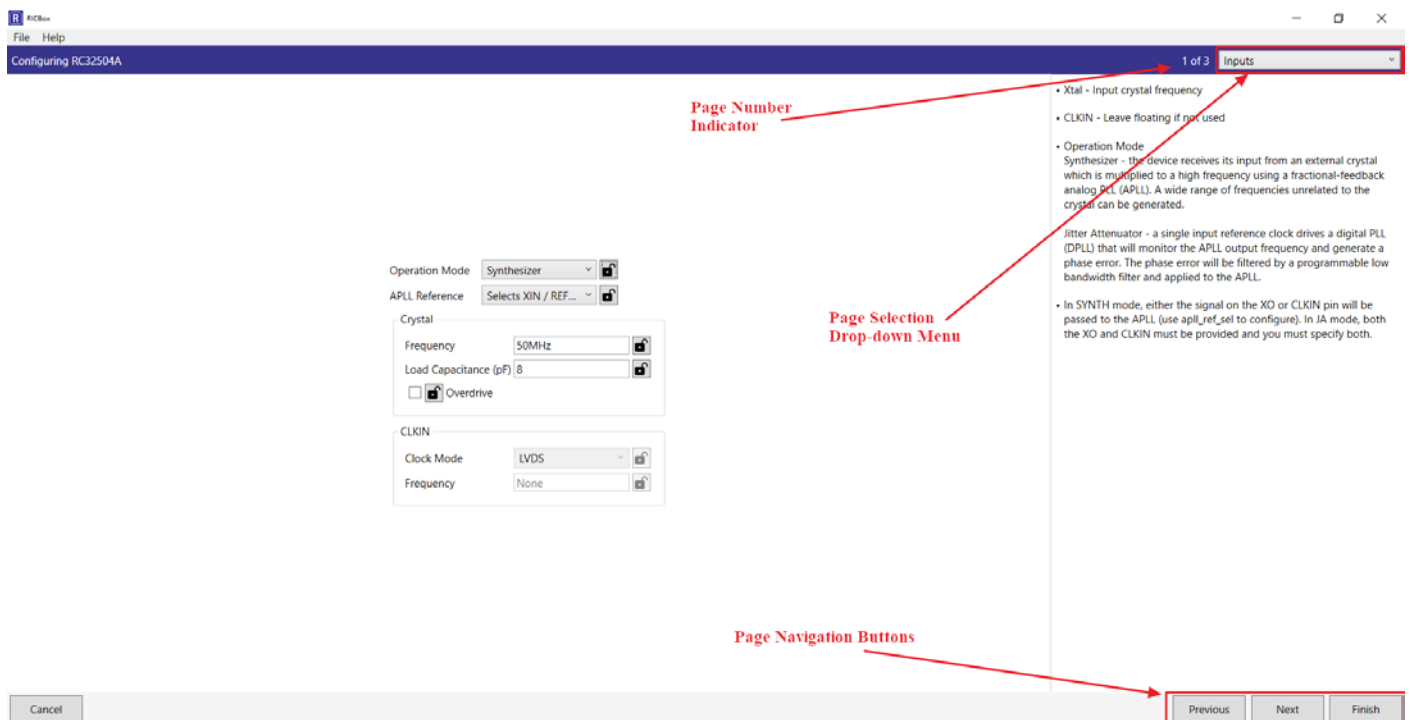 R RICBox
File Help
Configuring RC32504A
1 of 3 Inputs
Page Number
Indicator
Operation Mode Synthesizer
APLL Reference Selects XIN / REF...
Crystal
Frequency 50MHz
Load Capacitance (pF) 8
Overdrive
CLKIN
Clock Mode LVDS
Frequency None
Page Selection
Drop-down Menu
• Xtal - Input crystal frequency
• CLKIN - Leave floating if not used
• Operation Mode
Synthesizer - the device receives its input from an external crystal
which is multiplied to a high frequency using a fractional-feedback
analog PLL (APLL). A wide range of frequencies unrelated to the
crystal can be generated.
Jitter Attenuator - a single input reference clock drives a digital PLL
(DPLL) that will monitor the APLL output frequency and generate a
phase error. The phase error will be filtered by a programmable low
bandwidth filter and applied to the APLL.
• In SYNTH mode, either the signal on the XO or CLKIN pin will be
passed to the APLL (use apll_ref_sel to configure). In JA mode, both
the XO and CLKIN must be provided and you must specify both.
Page Navigation Buttons
Cancel Previous Next Finish